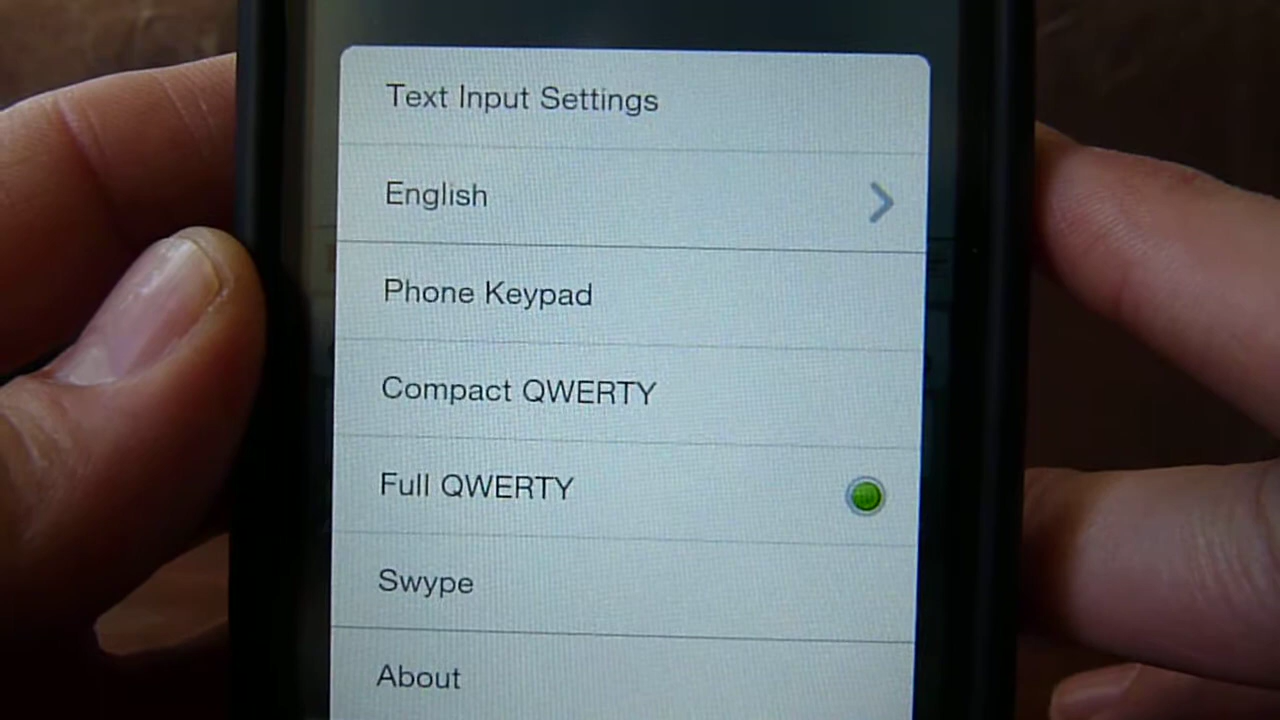 Text Input Settings
English
Phone Keypad
Compact QWERTY
Full QWERTY
Swype
About